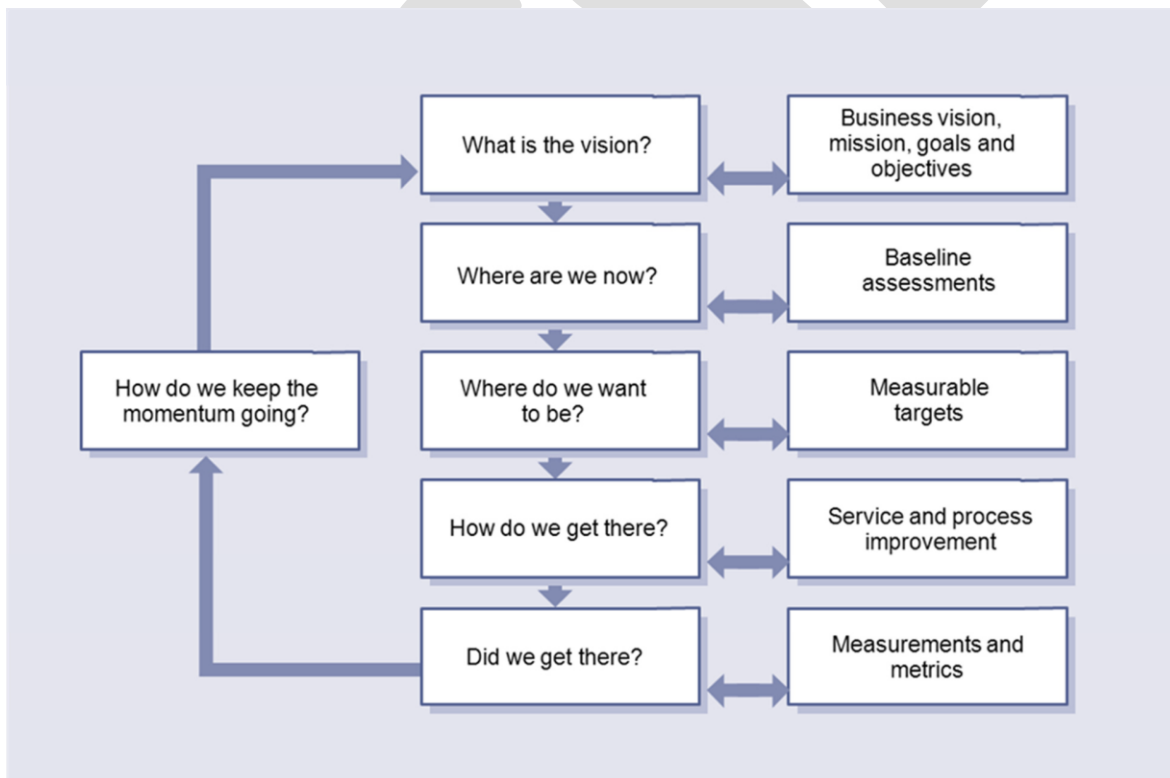 What is the vision?
Business vision,
mission, goals and
objectives
Where are we now?
Baseline
assessments
How do we keep the
momentum going?
Where do we want
to be?
Measurable
targets
How do we get there?
Service and process
improvement
Did we get there?
Measurements and
metrics